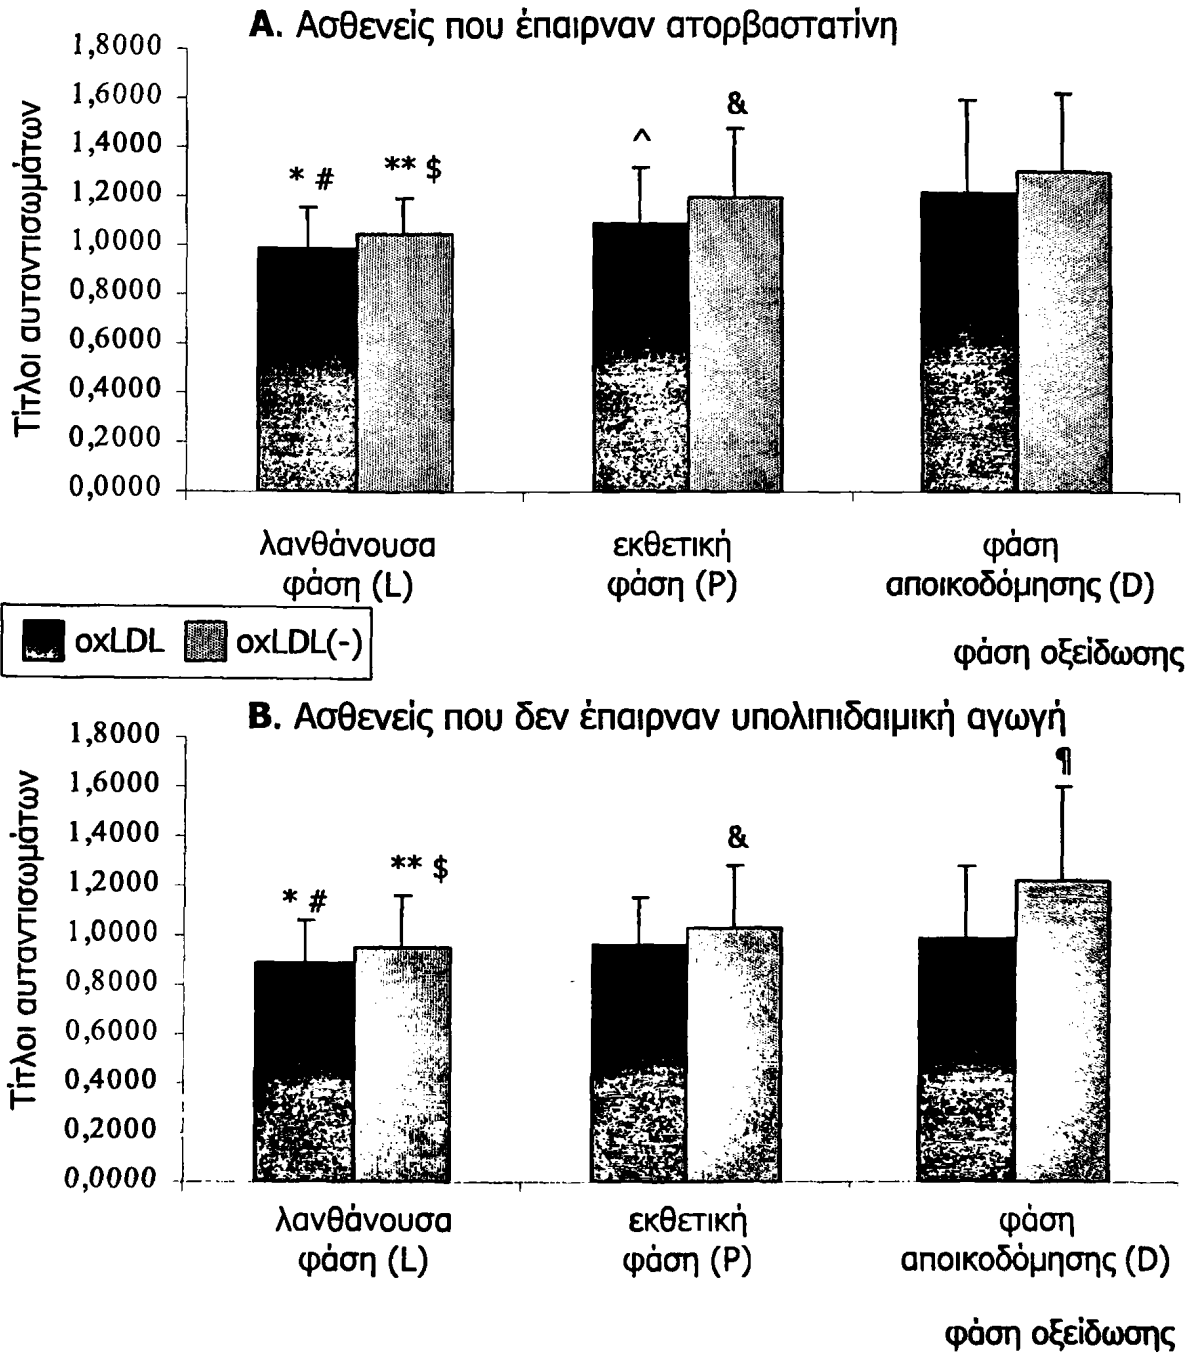 A. Ασθενείς που έπαιρναν ατορβαστατίνη
Τίτλοι αυταντισωμάτων
1,8000
1,6000
1,4000
1,2000
1,0000
0,8000
0,6000
0,4000
0,2000
0,0000
* #
** $
^
&
λανθάνουσα
φάση (L)
εκθετική
φάση (P)
φάση
αποικοδόμησης (D)
φάση οξείδωσης
oxLDL oxLDL(-)
B. Ασθενείς που δεν έπαιρναν υπολιπιδαιμική αγωγή
Τίτλοι αυταντισωμάτων
1,8000
1,6000
1,4000
1,2000
1,0000
0,8000
0,6000
0,4000
0,2000
0,0000
* #
** $
&
¶
λανθάνουσα
φάση (L)
εκθετική
φάση (P)
φάση
αποικοδόμησης (D)
φάση οξείδωσης